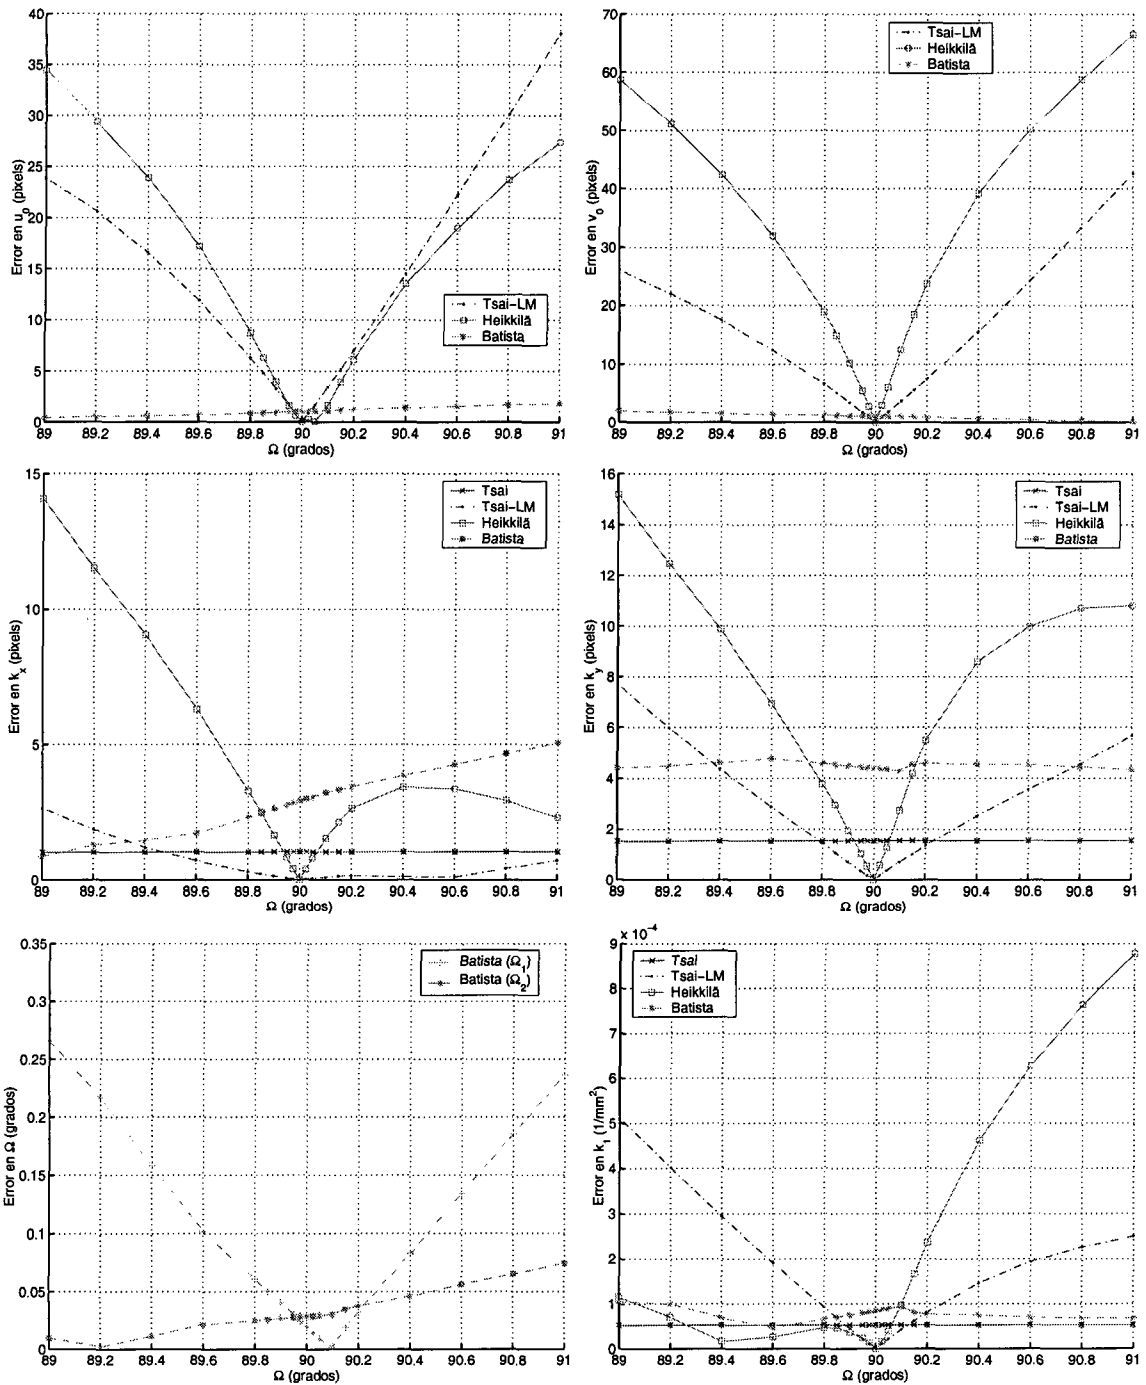 40
35
30
25
20
15
10
5
0
Error en u₀ (pixels)
Tsai-LM
Heikkilä
Batista
89 89.2 89.4 89.6 89.8 90 90.2 90.4 90.6 90.8 91
Ω (grados)
70
60
50
40
30
20
10
0
Error en v₀ (pixels)
Tsai-LM
Heikkilä
Batista
89 89.2 89.4 89.6 89.8 90 90.2 90.4 90.6 90.8 91
Ω (grados)
15
10
5
0
Error en kₓ (pixels)
Tsai
Tsai-LM
Heikkilä
Batista
89 89.2 89.4 89.6 89.8 90 90.2 90.4 90.6 90.8 91
Ω (grados)
16
14
12
10
8
6
4
2
0
Error en k_y (pixels)
Tsai
Tsai-LM
Heikkilä
Batista
89 89.2 89.4 89.6 89.8 90 90.2 90.4 90.6 90.8 91
Ω (grados)
0.35
0.3
0.25
0.2
0.15
0.1
0.05
0
Error en Ω (grados)
Batista (Ω₁)
Batista (Ω₂)
89 89.2 89.4 89.6 89.8 90 90.2 90.4 90.6 90.8 91
Ω (grados)
x 10⁻⁴
9
8
7
6
5
4
3
2
1
0
Error en k₁ (1/mm²)
Tsai
Tsai-LM
Heikkilä
Batista
89 89.2 89.4 89.6 89.8 90 90.2 90.4 90.6 90.8 91
Ω (grados)